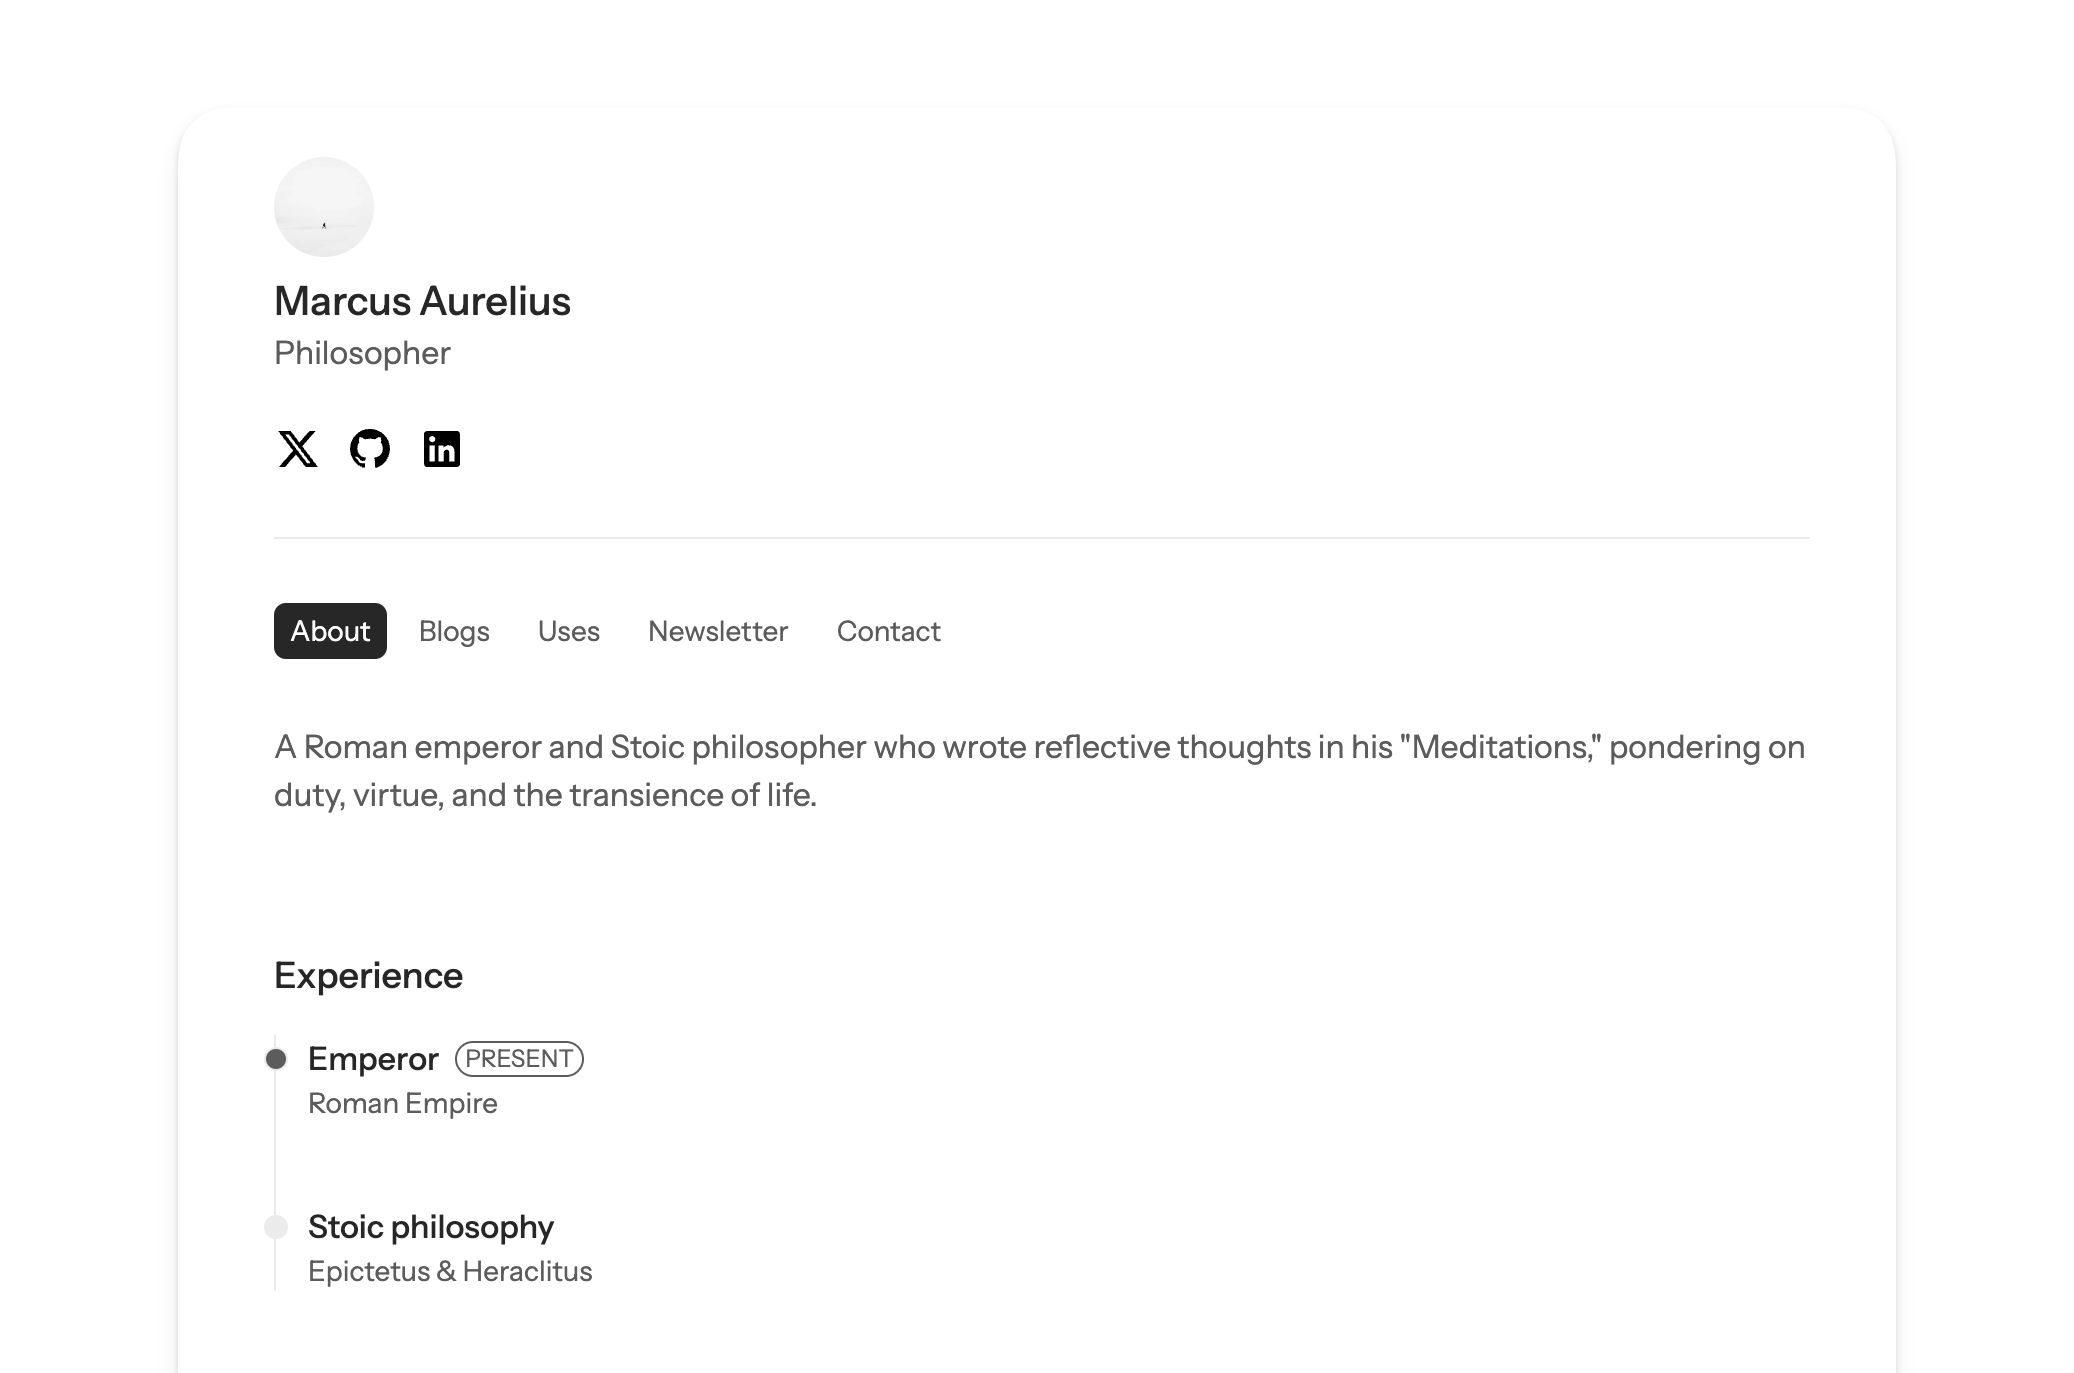 Marcus Aurelius
Philosopher
About Blogs Uses Newsletter Contact
A Roman emperor and Stoic philosopher who wrote reflective thoughts in his "Meditations," pondering on
duty, virtue, and the transience of life.
Experience
Emperor PRESENT
Roman Empire
Stoic philosophy
Epictetus & Heraclitus